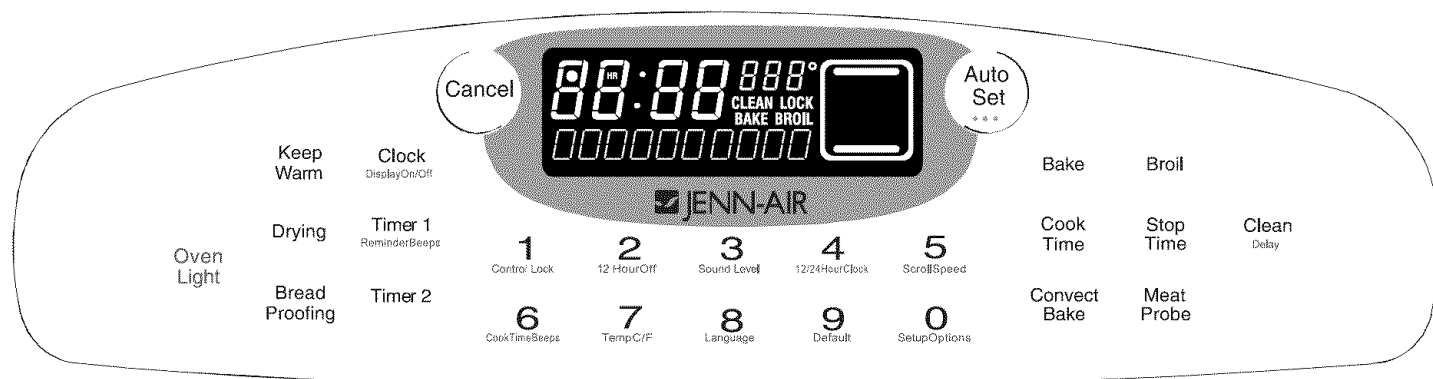 Cancel
88:88 888°
HR
CLEAN LOCK
BAKE BROIL
Auto
Set
JENN-AIR
Oven
Light
Keep
Warm
Clock
DisplayOn/Off
Drying
Timer 1
ReminderBeeps
Bread
Proofing
Timer 2
1
Control Lock
2
12 HourOff
3
Sound Level
4
12/24HourClock
5
ScrollSpeed
6
CookTimeBeeps
7
TempC/F
8
Language
9
Default
0
SetupOptions
Bake
Broil
Cook
Time
Stop
Time
Clean
Delay
Convect
Bake
Meat
Probe